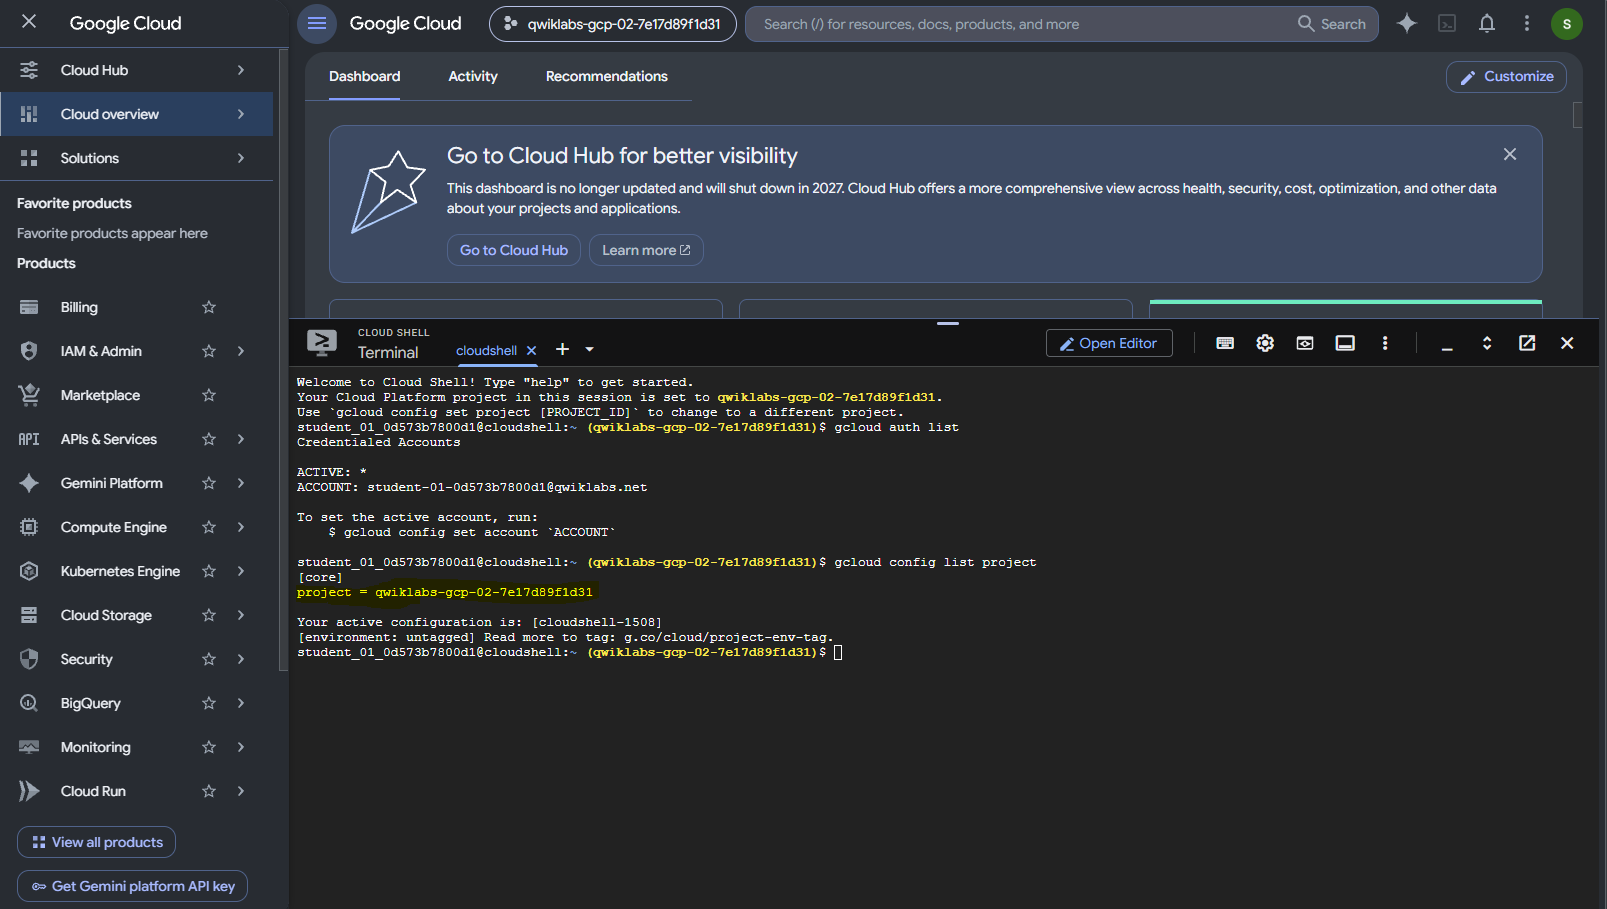 Google Cloud
Cloud Hub
Cloud overview
Solutions
Favorite products
Favorite products appear here
Products
Billing
IAM & Admin
Marketplace
API APIs & Services
Gemini Platform
Compute Engine
Kubernetes Engine
Cloud Storage
Security
BigQuery
Monitoring
Cloud Run
View all products
Get Gemini platform API key
Google Cloud
qwiklabs-gcp-02-7e17d89f1d31
Search (/) for resources, docs, products, and more
Search
S
Dashboard Activity Recommendations
Customize
Go to Cloud Hub for better visibility
This dashboard is no longer updated and will shut down in 2027. Cloud Hub offers a more comprehensive view across health, security, cost, optimization, and other data
about your projects and applications.
Go to Cloud Hub Learn more
CLOUD SHELL
Terminal
cloudshell
Open Editor
Welcome to Cloud Shell! Type "help" to get started.
Your Cloud Platform project in this session is set to qwiklabs-gcp-02-7e17d89f1d31.
Use `gcloud config set project [PROJECT_ID]` to change to a different project.
student_01_0d573b7800d1@cloudshell:~ (qwiklabs-gcp-02-7e17d89f1d31)$ gcloud auth list
Credentialed Accounts
ACTIVE: *
ACCOUNT: student-01-0d573b7800d1@qwiklabs.net
To set the active account, run:
$ gcloud config set account `ACCOUNT`
student_01_0d573b7800d1@cloudshell:~ (qwiklabs-gcp-02-7e17d89f1d31)$ gcloud config list project
[core]
project = qwiklabs-gcp-02-7e17d89f1d31
Your active configuration is: [cloudshell-1508]
[environment: untagged] Read more to tag: g.co/cloud/project-env-tag.
student_01_0d573b7800d1@cloudshell:~ (qwiklabs-gcp-02-7e17d89f1d31)$